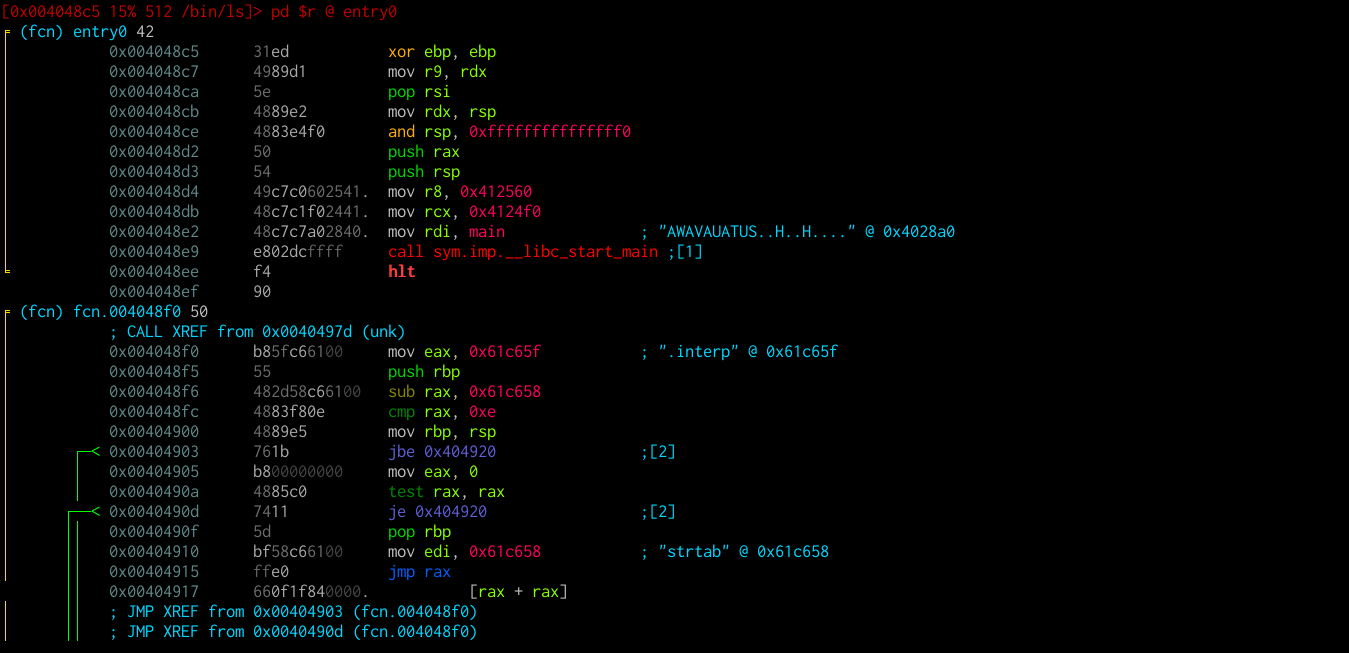 [0x004048c5 15% 512 /bin/ls]> pd $r @ entry0
(fcn) entry0 42
0x004048c5 31ed xor ebp, ebp
0x004048c7 4989d1 mov r9, rdx
0x004048ca 5e pop rsi
0x004048cb 4889e2 mov rdx, rsp
0x004048ce 4883e4f0 and rsp, 0xfffffffffffffff0
0x004048d2 50 push rax
0x004048d3 54 push rsp
0x004048d4 49c7c0602541. mov r8, 0x412560
0x004048db 48c7c1f02441. mov rcx, 0x4124f0
0x004048e2 48c7c7a02840. mov rdi, main ; "AWAVAUATUS..H..H...." @ 0x4028a0
0x004048e9 e802dcffff call sym.imp.__libc_start_main ;[1]
0x004048ee f4 hlt
0x004048ef 90
(fcn) fcn.004048f0 50
; CALL XREF from 0x0040497d (unk)
0x004048f0 b85fc66100 mov eax, 0x61c65f ; ".interp" @ 0x61c65f
0x004048f5 55 push rbp
0x004048f6 482d58c66100 sub rax, 0x61c658
0x004048fc 4883f80e cmp rax, 0xe
0x00404900 4889e5 mov rbp, rsp
0x00404903 761b jbe 0x404920 ;[2]
0x00404905 b800000000 mov eax, 0
0x0040490a 4885c0 test rax, rax
0x0040490d 7411 je 0x404920 ;[2]
0x0040490f 5d pop rbp
0x00404910 bf58c66100 mov edi, 0x61c658 ; "strtab" @ 0x61c658
0x00404915 ffe0 jmp rax
0x00404917 660f1f840000. [rax + rax]
; JMP XREF from 0x00404903 (fcn.004048f0)
; JMP XREF from 0x0040490d (fcn.004048f0)